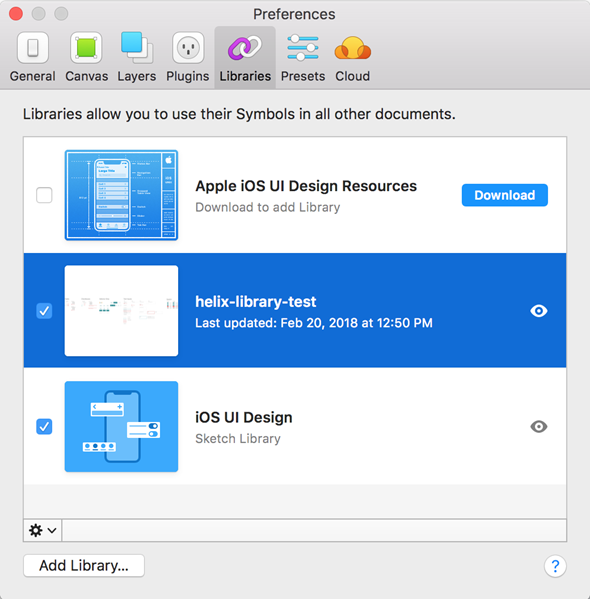 Preferences
General Canvas Layers Plugins Libraries Presets Cloud
Libraries allow you to use their Symbols in all other documents.
Apple iOS UI Design Resources
Download to add Library
Download
helix-library-test
Last updated: Feb 20, 2018 at 12:50 PM
iOS UI Design
Sketch Library
Add Library...
?